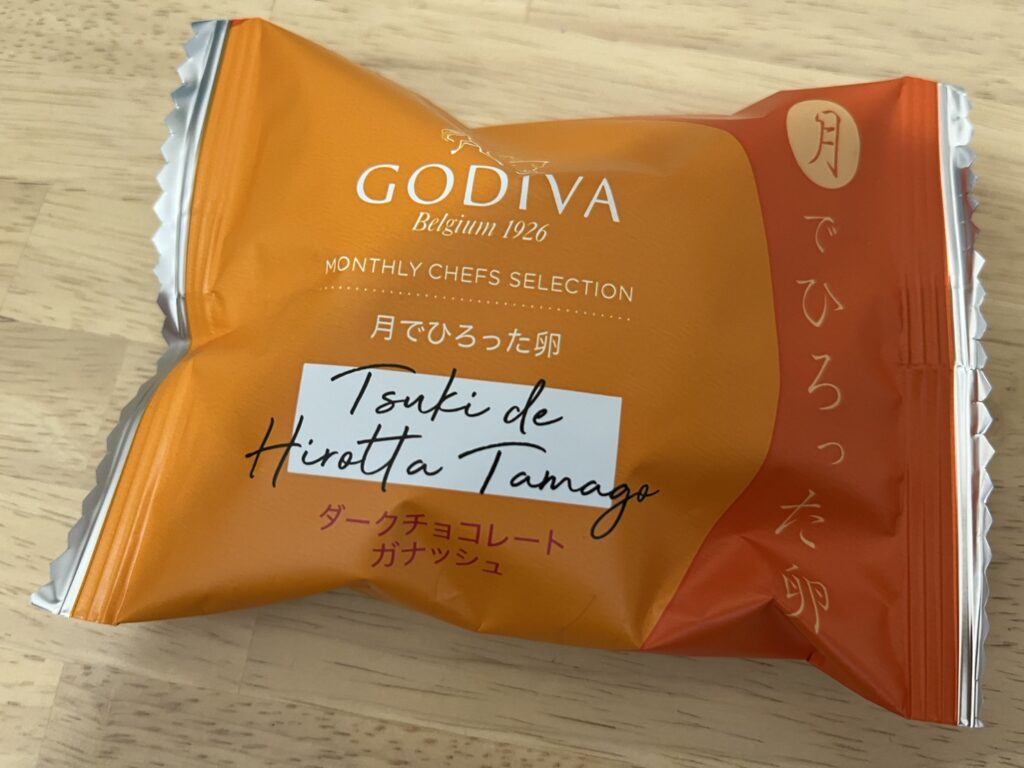 GODIVA
Belgium 1926
MONTHLY CHEFS SELECTION
月でひろった卵
Tsuki de
Hirotta Tamago
ダークチョコレート
ガナッシュ
月でひろった卵